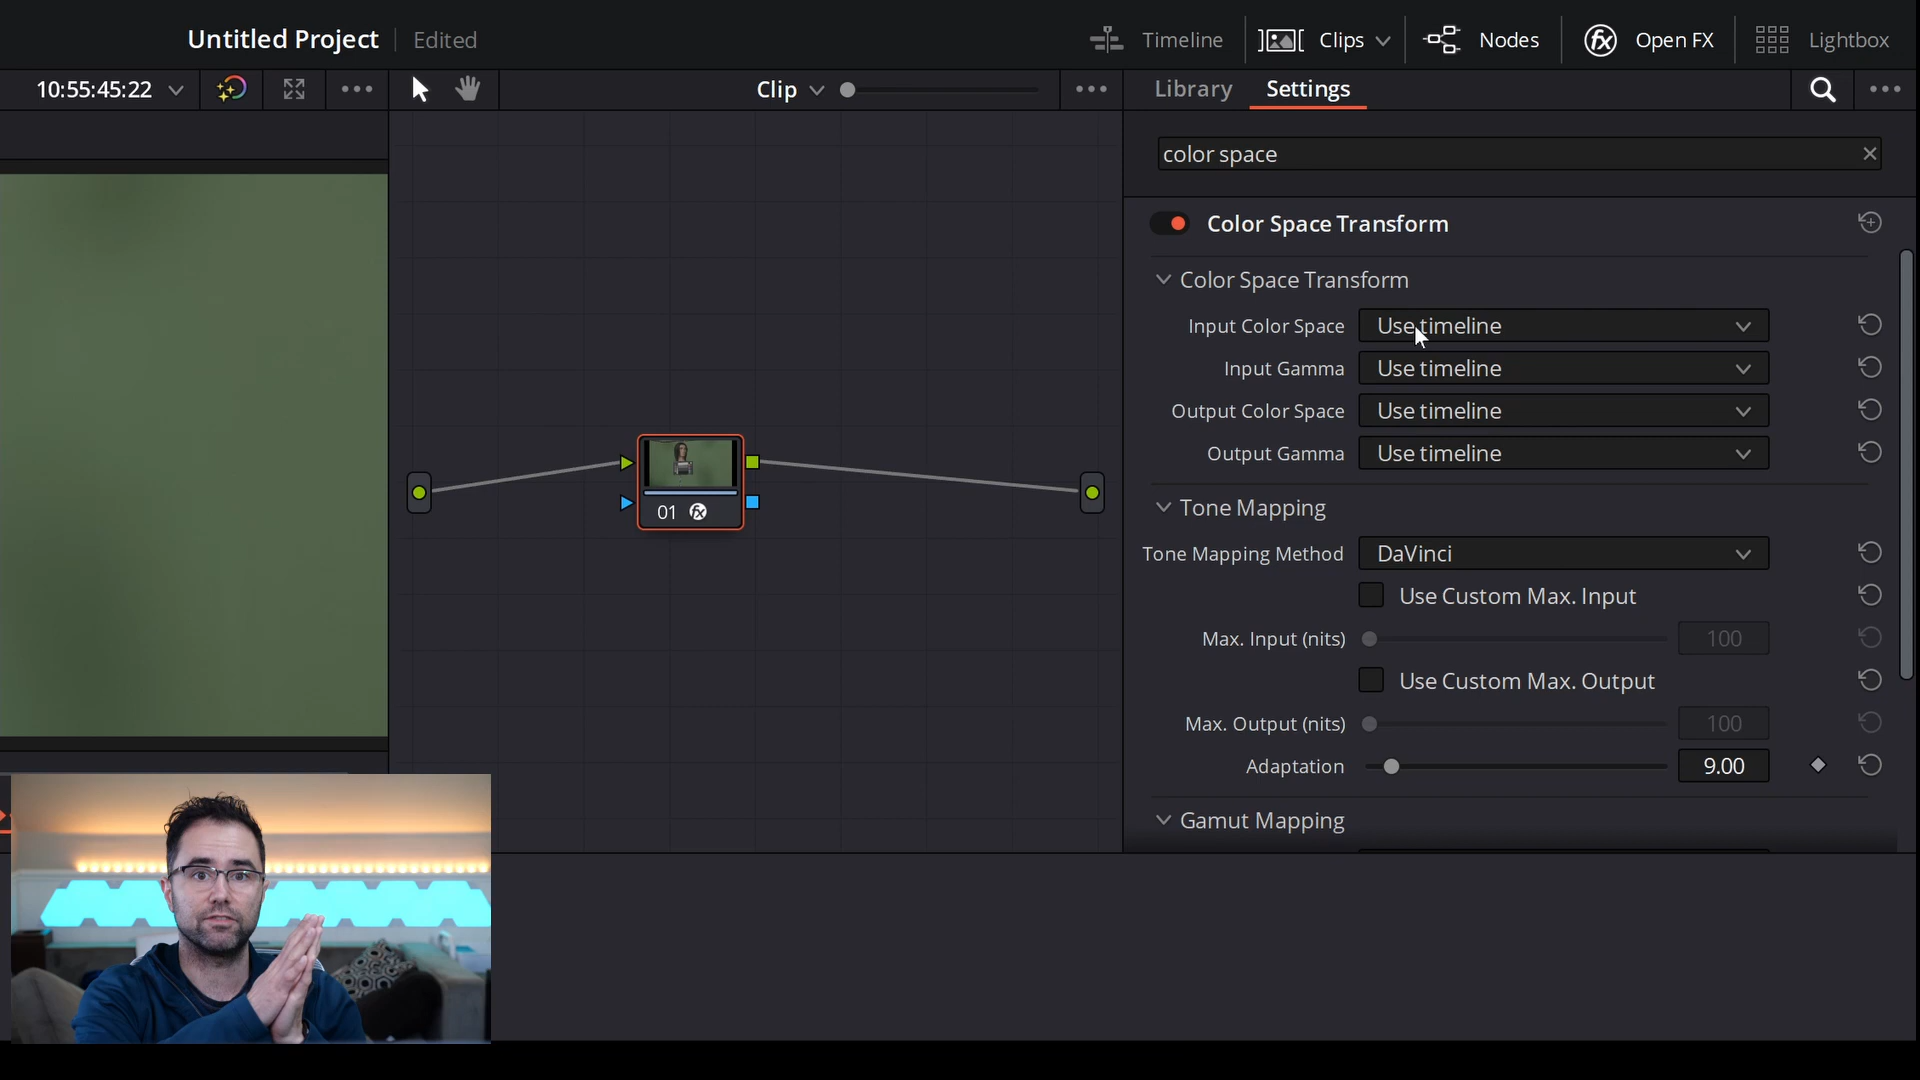 Untitled Project
Edited
Timeline
Clips
Nodes
fx
Open FX
Lightbox
10:55:45:22
Clip
Library
Settings
color space
Color Space Transform
Color Space Transform
Input Color Space
Use timeline
Input Gamma
Use timeline
Output Color Space
Use timeline
Output Gamma
Use timeline
Tone Mapping
Tone Mapping Method
DaVinci
Use Custom Max. Input
Max. Input (nits)
100
Use Custom Max. Output
Max. Output (nits)
100
Adaptation
9.00
Gamut Mapping
01
fx